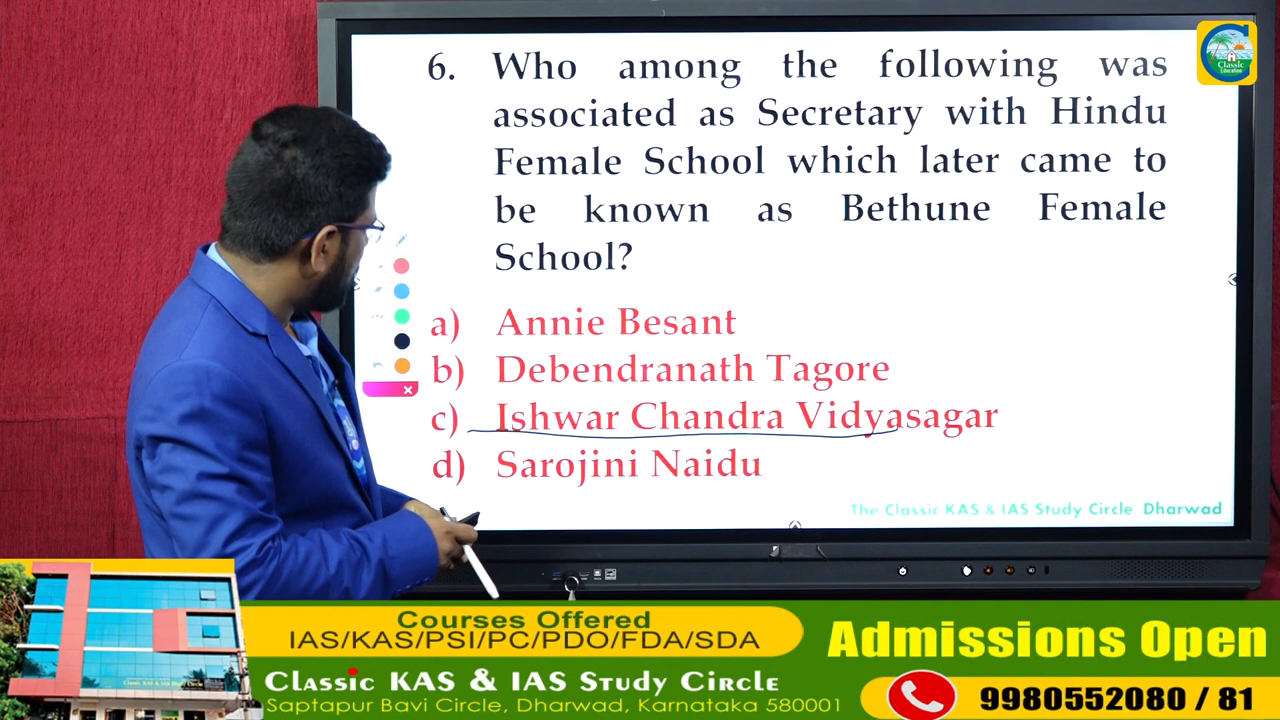 6. Who among the following was
associated as Secretary with Hindu
Female School which later came to
be known as Bethune Female
School?
a) Annie Besant
b) Debendranath Tagore
c) Ishwar Chandra Vidyasagar
d) Sarojini Naidu
The Classic KAS & IAS Study Circle, Dharwad
Classic
Education
Courses Offered
IAS/KAS/PSI/PC/PDO/FDA/SDA
Classic KAS & IAS Study Circle
Saptapur Bavi Circle, Dharwad, Karnataka 580001
Admissions Open
9980552080 / 81